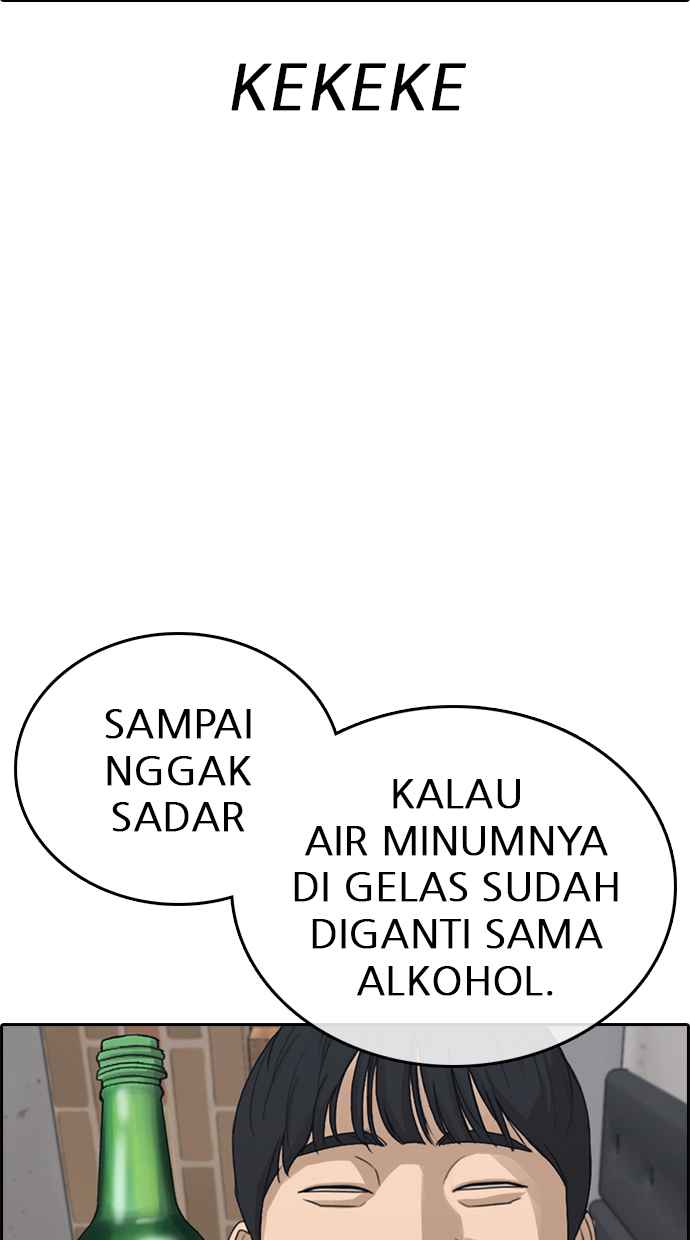 KEKEKE
SAMPAI
NGGAK
SADAR
KALAU
AIR MINUMNYA
DI GELAS SUDAH
DIGANTI SAMA
ALKOHOL.